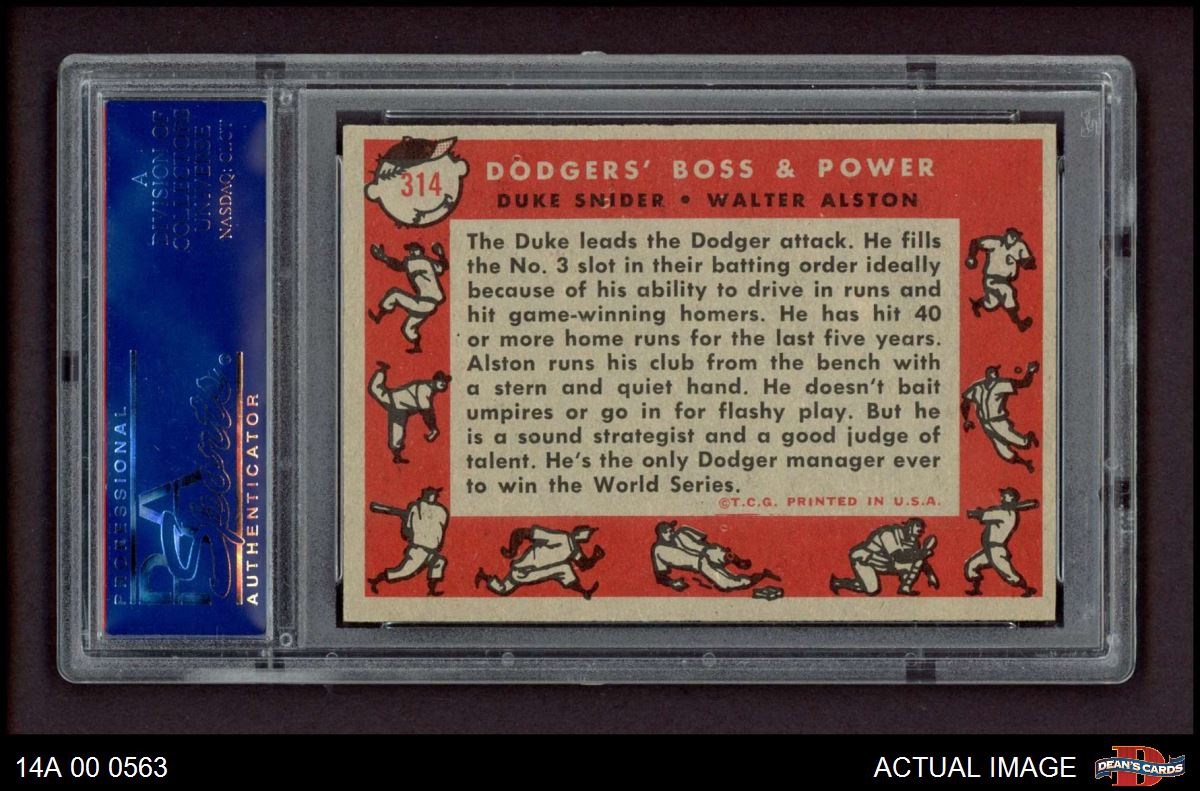 A
DIVISION OF
COLLECTORS
UNIVERSE
NASDAQ: CLCT
PROFESSIONAL
PSA
Sports
AUTHENTICATOR
314
DODGERS' BOSS & POWER
DUKE SNIDER • WALTER ALSTON
The Duke leads the Dodger attack. He fills
the No. 3 slot in their batting order ideally
because of his ability to drive in runs and
hit game-winning homers. He has hit 40
or more home runs for the last five years.
Alston runs his club from the bench with
a stern and quiet hand. He doesn't bait
umpires or go in for flashy play. But he
is a sound strategist and a good judge of
talent. He's the only Dodger manager ever
to win the World Series.
©T.C.G. PRINTED IN U.S.A.
14A 00 0563
ACTUAL IMAGE
D
DEAN'S CARDS